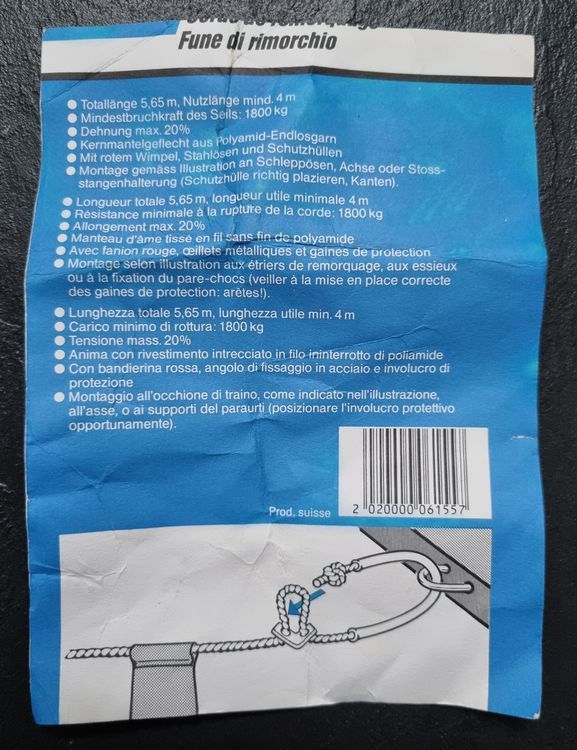 Corde de remorquage
Fune di rimorchio
● Totallänge 5,65 m, Nutzlänge mind. 4 m
● Mindestbruchkraft des Seils: 1800 kg
● Dehnung max. 20%
● Kernmantelgeflecht aus Polyamid-Endlosgarn
● Mit rotem Wimpel, Stahlösen und Schutzhüllen
● Montage gemäss Illustration an Schleppösen, Achse oder Stoss-
stangenhalterung (Schutzhülle richtig plazieren, Kanten).
● Longueur totale 5,65 m, longueur utile minimale 4 m
● Résistance minimale à la rupture de la corde: 1800 kg
● Allongement max. 20%
● Manteau d'âme tissé en fil sans fin de polyamide
● Avec fanion rouge, œillets métalliques et gaines de protection
● Montage selon illustration aux étriers de remorquage, aux essieux
ou à la fixation du pare-chocs (veiller à la mise en place correcte
des gaines de protection: arêtes!).
● Lunghezza totale 5,65 m, lunghezza utile min. 4 m
● Carico minimo di rottura: 1800 kg
● Tensione mass. 20%
● Anima con rivestimento intrecciato in filo ininterrotto di poliamide
● Con bandierina rossa, angolo di fissaggio in acciaio e involucro di
protezione
● Montaggio all'occhione di traino, come indicato nell'illustrazione,
all'asse, o ai supporti del paraurti (posizionare l'involucro protettivo
opportunamente).
2 020000 061557
Prod. suisse